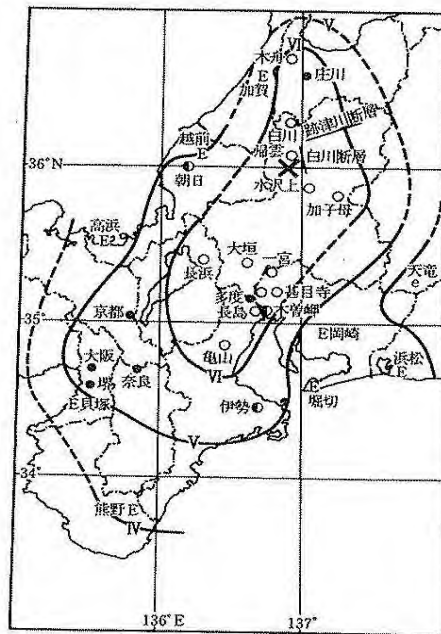 V
木舟
VI
E
加賀
庄川
白川
跡津川断層
越前
E
帰雲
白川断層
36°N
朝日
水沢上
加子母
高浜
E
大垣
一宮
天竜
e
長浜
多度
甚目寺
35°
京都
長島
木曽岬
E岡崎
大阪
亀山
浜松
E
堺
奈良
VI
E
堀切
E貝塚
伊勢
V
34°
熊野E
IV
136°E
137°